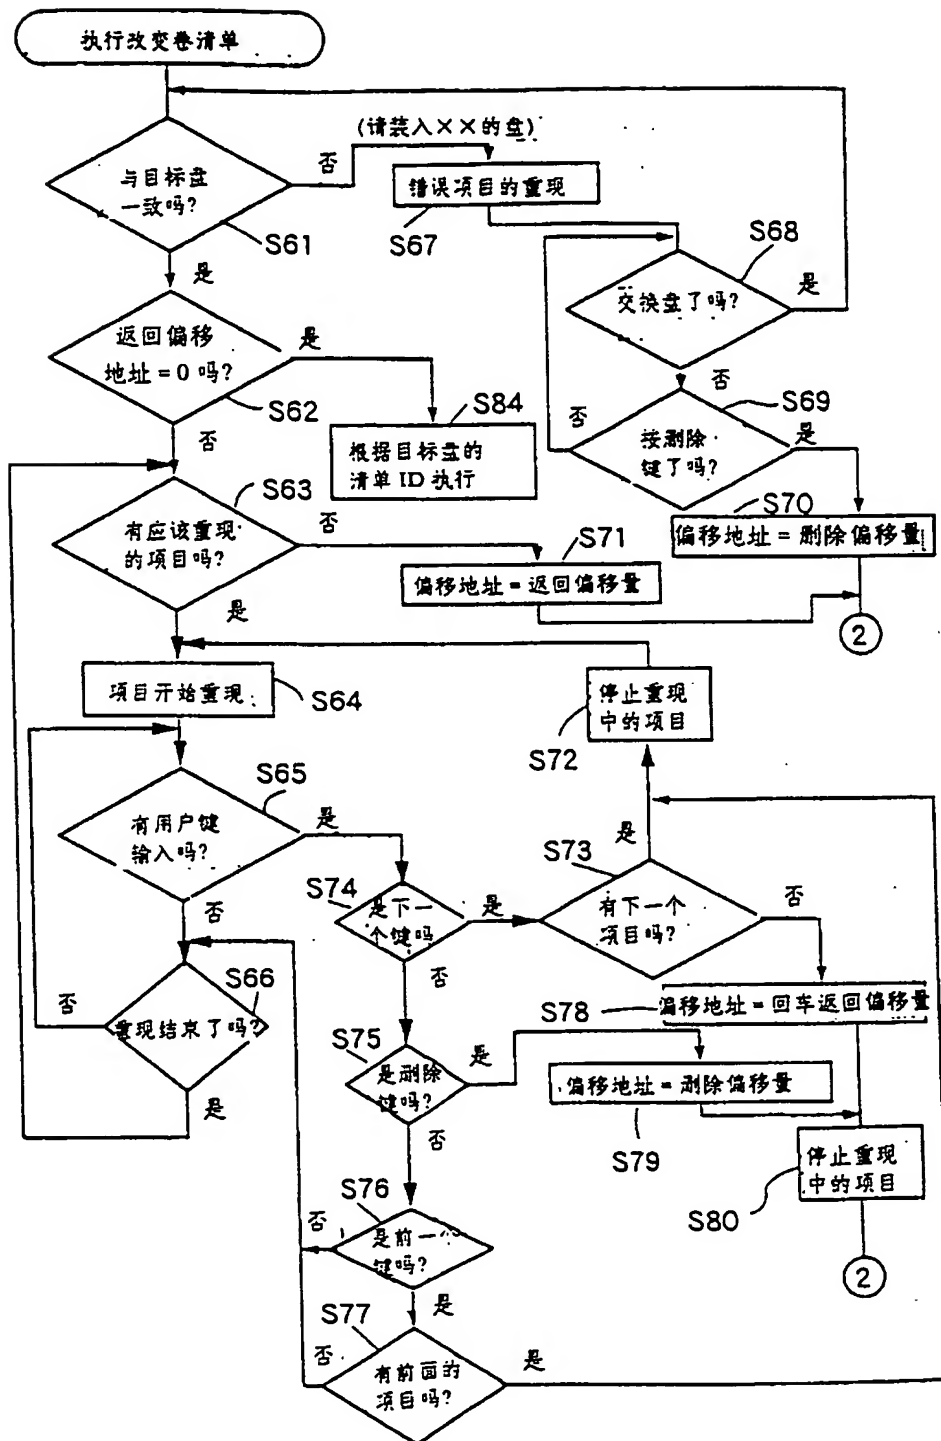 执行改变卷清单
(请装入××的盘)
与目标盘
一致吗?
否
错误项目的重现
S61
S67
S68
是
交换盘了吗?
是
返回偏移
地址=0吗?
是
S62
S84
否
S69
否
根据目标盘的
清单ID执行
否
按删除
键了吗?
是
S63
S70
有应该重现
的项目吗?
否
S71
偏移地址=删除偏移量
偏移地址=返回偏移量
是
2
项目开始重现
S64
停止重现
中的项目
S72
S65
有用户键
输入吗?
是
是
S73
S74
否
是下一
个键吗
是
有下一个
项目吗?
否
S66
否
重现结束了吗?
否
S78
偏移地址=回车返回偏移量
S75
是
是删除
键吗?
是
偏移地址=删除偏移量
否
S79
停止重现
中的项目
S76
S80
否
是前一个
键吗?
2
是
S77
否
有前面的
项目吗?
是